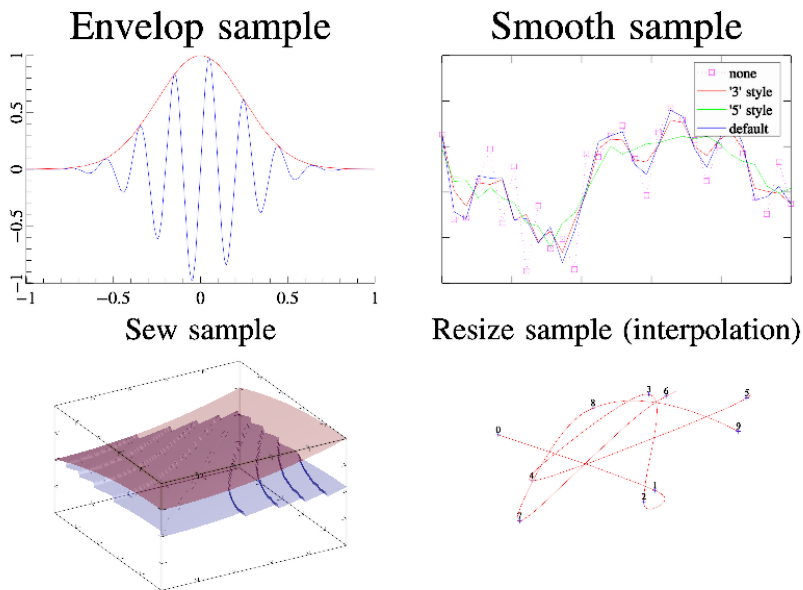 Envelop sample
Smooth sample
1
0.5
0
−0.5
−1
−1
−0.5
0
0.5
1
none
'3' style
'5' style
default
Sew sample
Resize sample (interpolation)
0
1
2
3
4
5
6
7
8
9